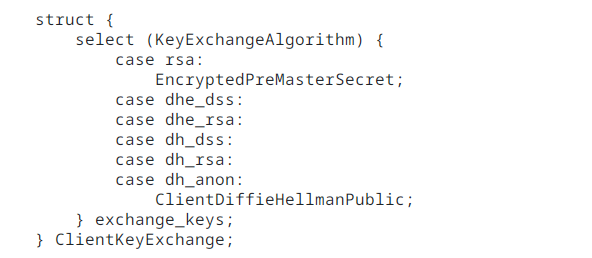 struct {
select (KeyExchangeAlgorithm) {
case rsa:
EncryptedPreMasterSecret;
case dhe_dss:
case dhe_rsa:
case dh_dss:
case dh_rsa:
case dh_anon:
ClientDiffieHellmanPublic;
} exchange_keys;
} ClientKeyExchange;